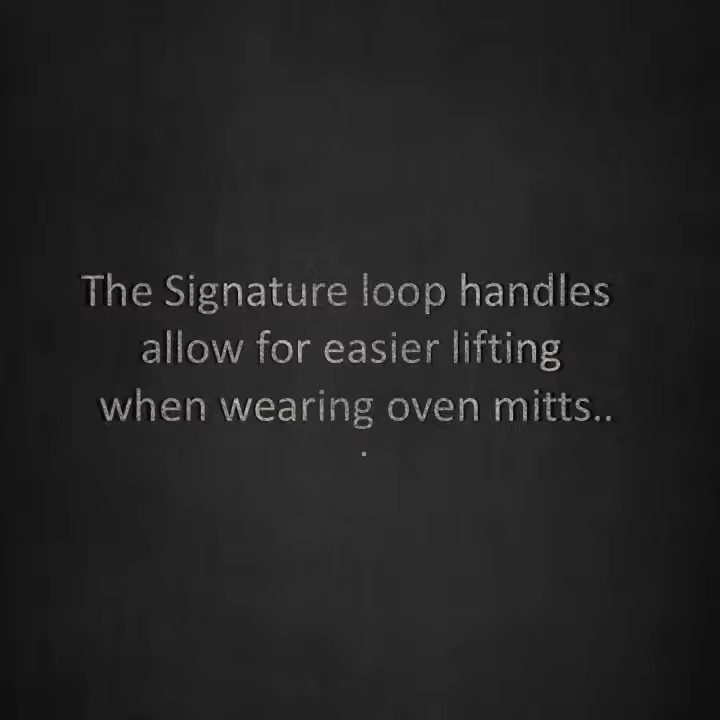 The Signature loop handles
allow for easier lifting
when wearing oven mitts..
.